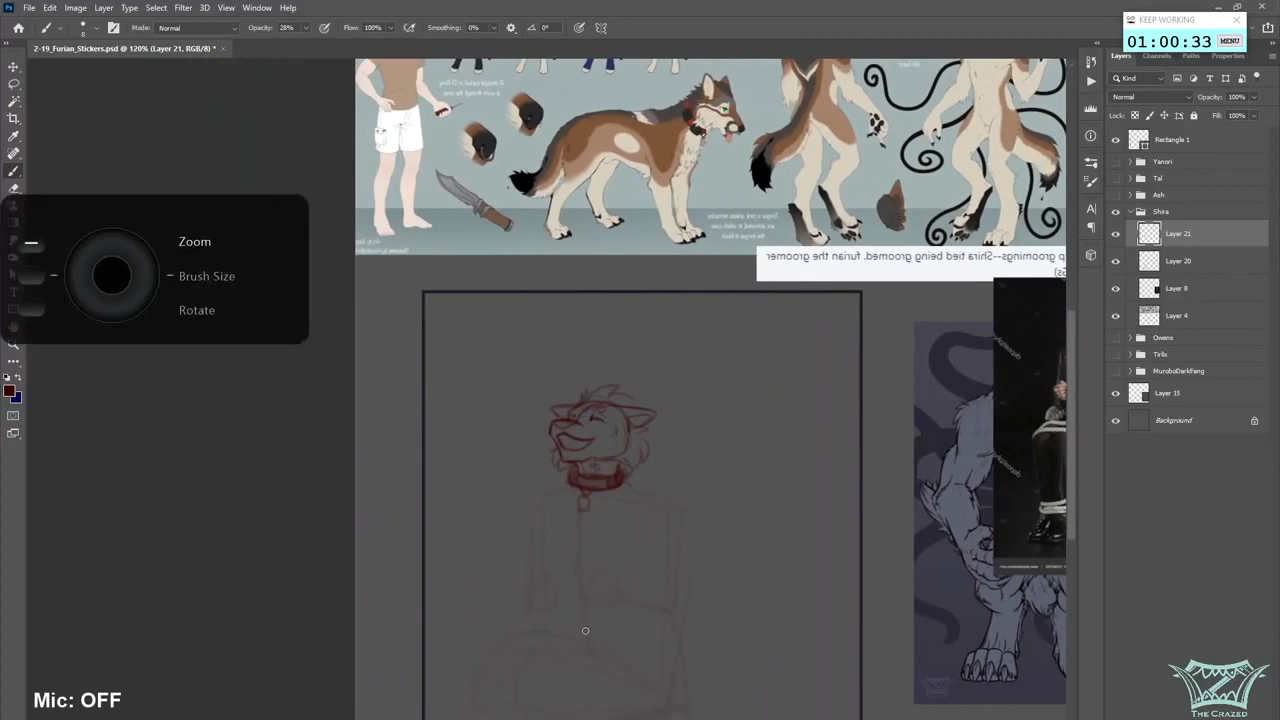 File Edit Image Layer Type Select Filter 3D View Window Help
KEEP WORKING
01:00:33 MENU
Mode: Normal Opacity: 28% Flow: 100% Smoothing: 0% 0°
2-19_Furian_Stickers.psd @ 120% (Layer 21, RGB/8) *
Layers Channels Paths Properties
Kind
Normal Opacity: 100%
Lock: Fill: 100%
Rectangle 1
Yanori
Tal
Ash
Shira
Layer 21
Layer 20
Layer 8
Layer 4
Owens
Tirlix
MuroboDarkFang
Layer 15
Background
Zoom
Brush Size
Rotate
p groomings--Shira tied being groomed. furian the groomer
Mic: OFF
THE CRAZED